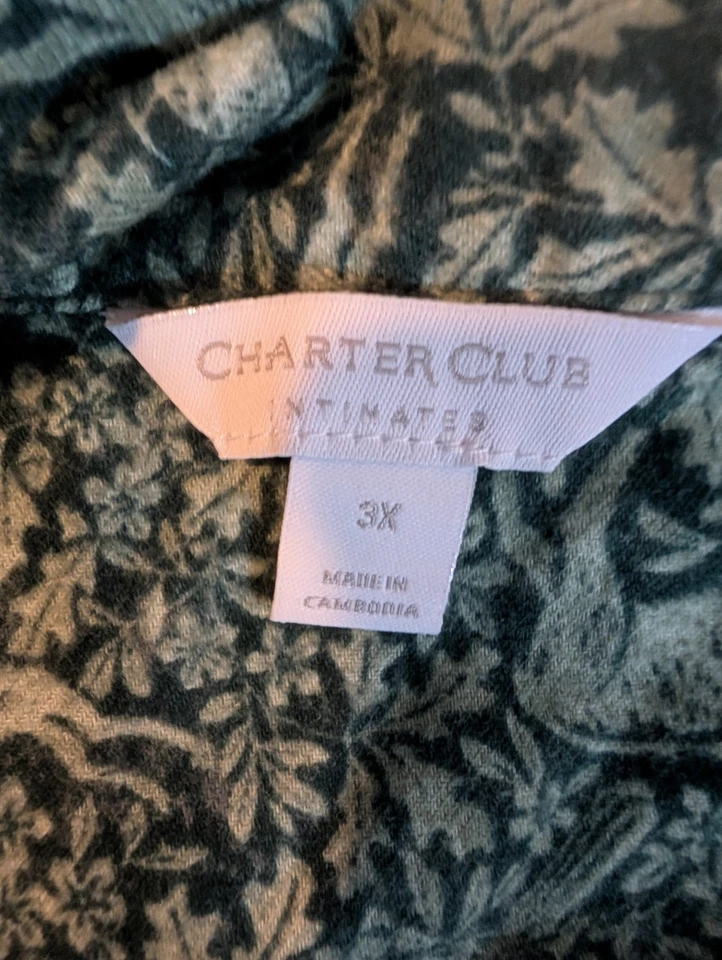 CHARTER CLUB
INTIMATES
3X
MADE IN
CAMBODIA